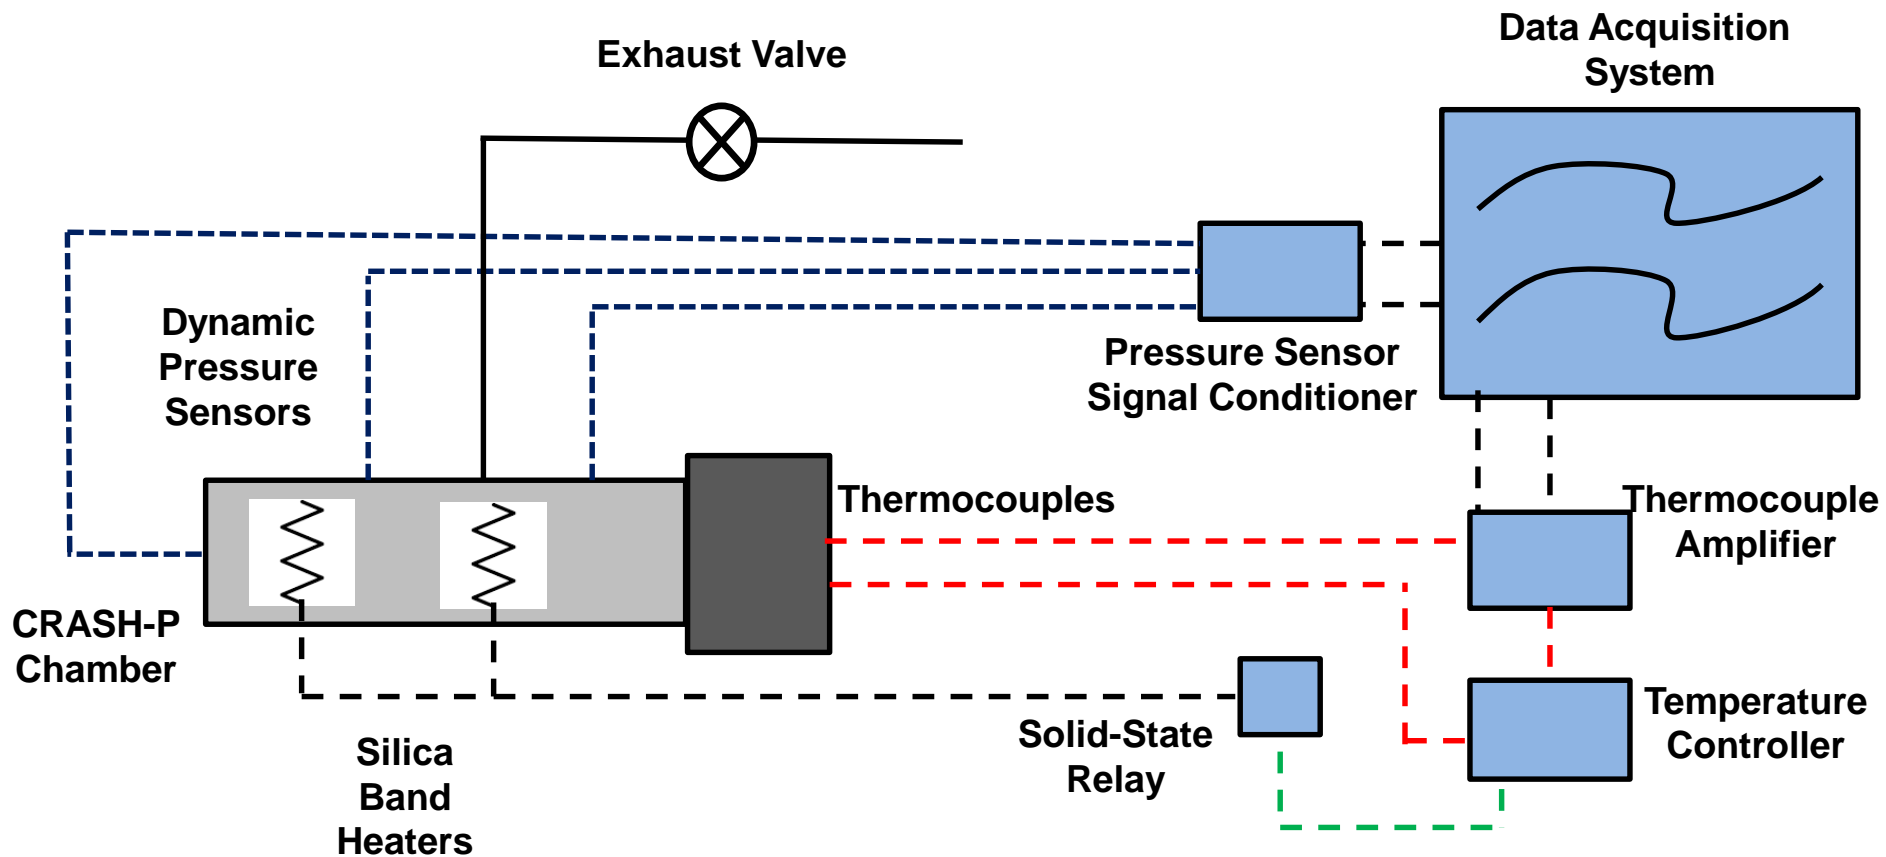 Data Acquisition
System
Exhaust Valve
Dynamic
Pressure
Sensors
Pressure Sensor
Signal Conditioner
Thermocouples
Thermocouple
Amplifier
CRASH-P
Chamber
Temperature
Controller
Solid-State
Relay
Silica
Band
Heaters